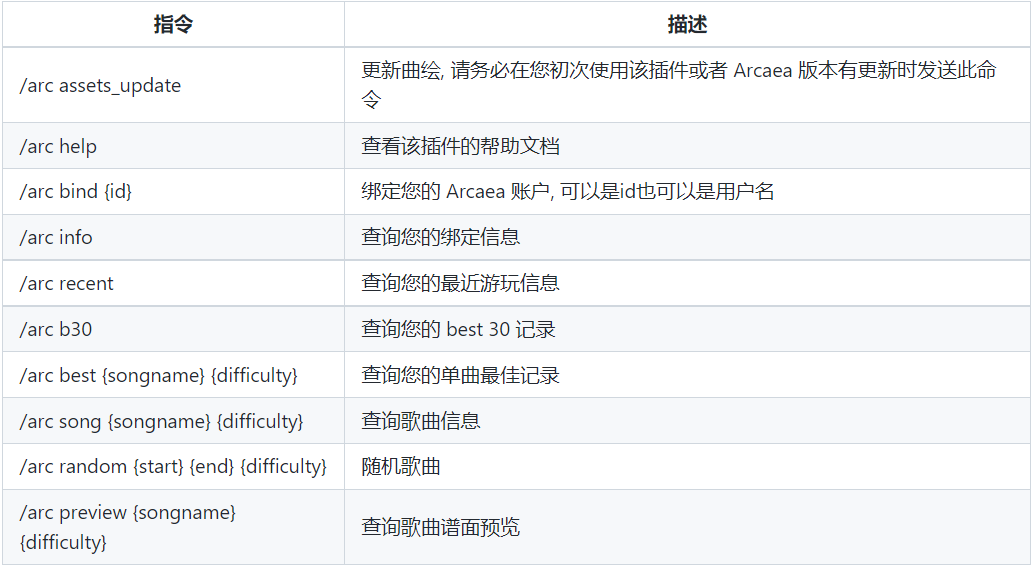 指令 描述
/arc assets_update 更新曲绘, 请务必在您初次使用该插件或者 Arcaea 版本有更新时发送此命
令
/arc help 查看该插件的帮助文档
/arc bind {id} 绑定您的 Arcaea 账户, 可以是id也可以是用户名
/arc info 查询您的绑定信息
/arc recent 查询您的最近游玩信息
/arc b30 查询您的 best 30 记录
/arc best {songname} {difficulty} 查询您的单曲最佳记录
/arc song {songname} {difficulty} 查询歌曲信息
/arc random {start} {end} {difficulty} 随机歌曲
/arc preview {songname}
{difficulty} 查询歌曲谱面预览